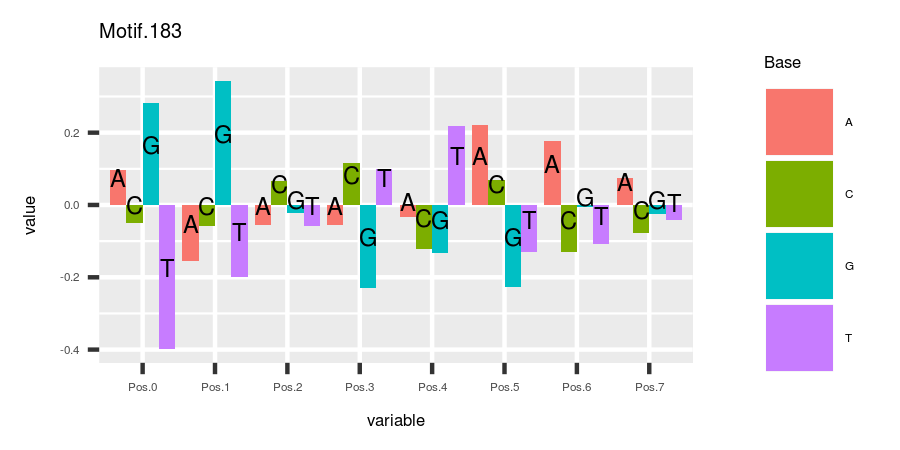 Motif.183
Base
A
C
G
T
value
0.2
0.0
-0.2
-0.4
A C G T A C G T A C G T A C G T A C G T A C G T A C G T A C G T
Pos.0 Pos.1 Pos.2 Pos.3 Pos.4 Pos.5 Pos.6 Pos.7
variable